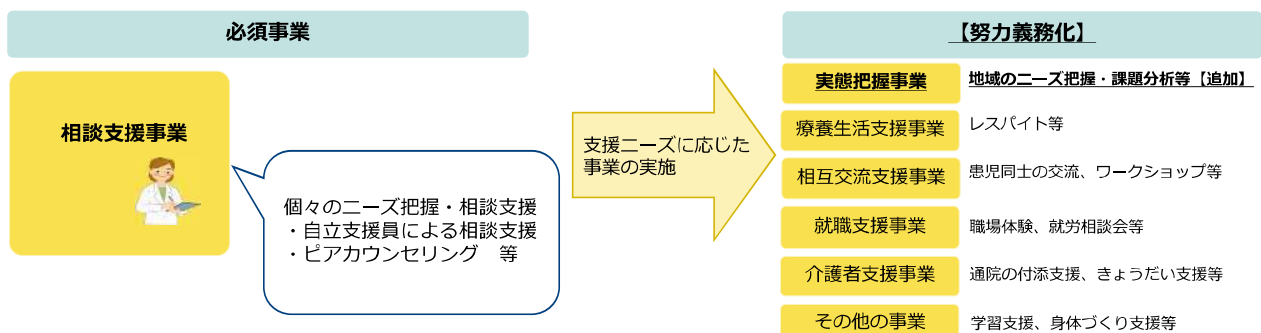 必須事業
相談支援事業
個々のニーズ把握・相談支援
・自立支援員による相談支援
・ピアカウンセリング　等
支援ニーズに応じた
事業の実施
【努力義務化】
実態把握事業　地域のニーズ把握・課題分析等【追加】
療養生活支援事業　レスパイト等
相互交流支援事業　患児同士の交流、ワークショップ等
就職支援事業　職場体験、就労相談会等
介護者支援事業　通院の付添支援、きょうだい支援等
その他の事業　学習支援、身体づくり支援等